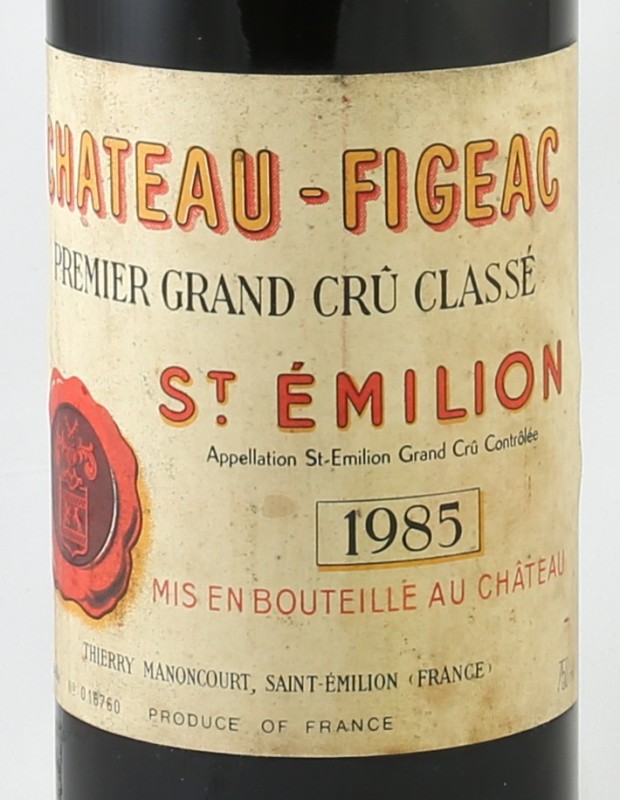 CHATEAU - FIGEAC
PREMIER GRAND CRÛ CLASSÉ
ST ÉMILION
Appellation St-Emilion Grand Crû Contrôlée
1985
MIS EN BOUTEILLE AU CHÂTEAU
THIERRY MANONCOURT, SAINT-ÉMILION (FRANCE)
No 016760
PRODUCE OF FRANCE